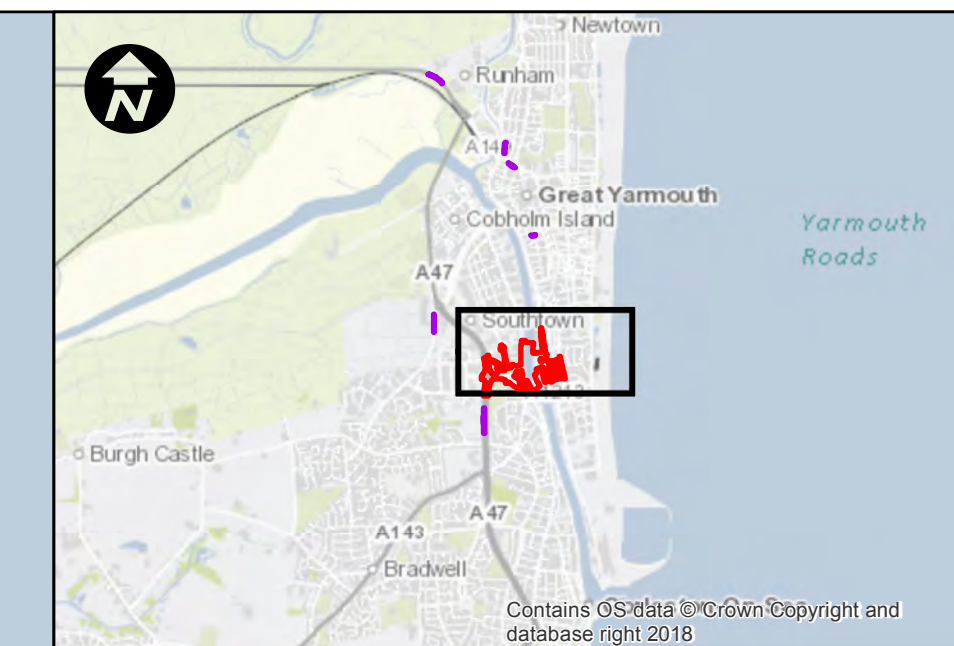 Newtown
N
Runham
A14
Great Yarmouth
Cobholm Island
Yarmouth
Roads
A47
Southtown
Burgh Castle
A47
A143
Bradwell
Contains OS data © Crown Copyright and
database right 2018